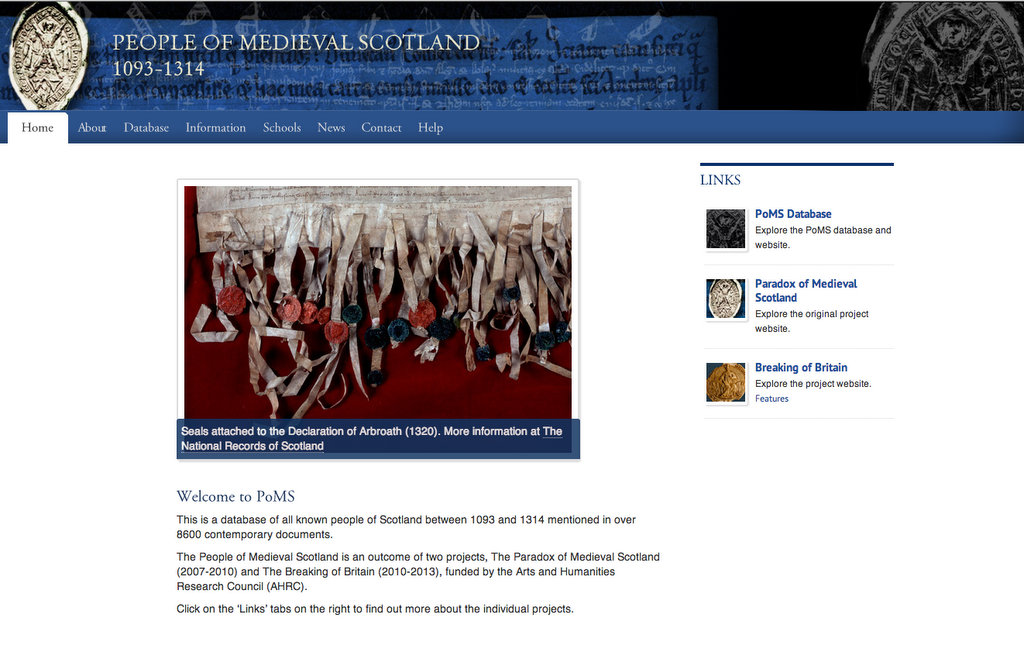 PEOPLE OF MEDIEVAL SCOTLAND
1093-1314
Home
About
Database
Information
Schools
News
Contact
Help
Seals attached to the Declaration of Arbroath (1320). More information at The
National Records of Scotland
Welcome to PoMS
This is a database of all known people of Scotland between 1093 and 1314 mentioned in over
8600 contemporary documents.
The People of Medieval Scotland is an outcome of two projects, The Paradox of Medieval Scotland
(2007-2010) and The Breaking of Britain (2010-2013), funded by the Arts and Humanities
Research Council (AHRC).
Click on the 'Links' tabs on the right to find out more about the individual projects.
LINKS
PoMS Database
Explore the PoMS database and
website.
Paradox of Medieval
Scotland
Explore the original project
website.
Breaking of Britain
Explore the project website.
Features